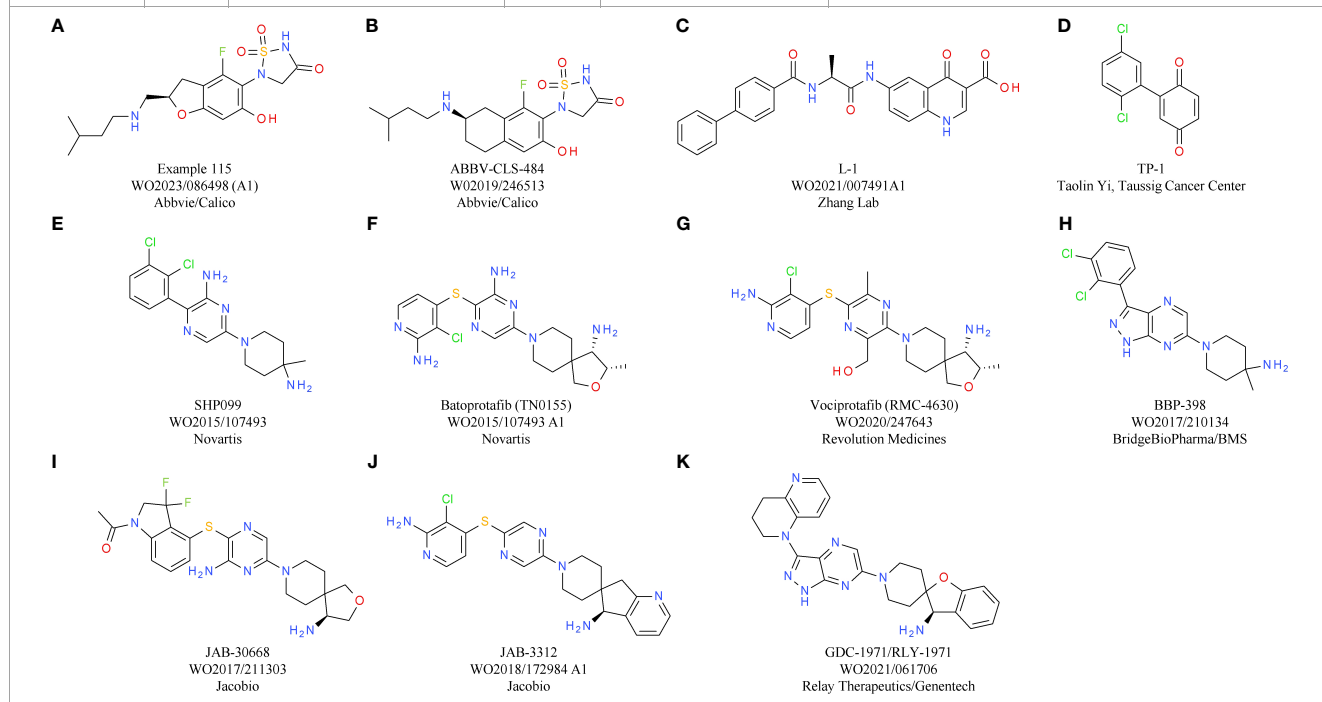 A
Example 115
WO2023/086498 (A1)
Abbvie/Calico
B
ABBV-CLS-484
W02019/246513
Abbvie/Calico
C
L-1
WO2021/007491A1
Zhang Lab
D
TP-1
Taolin Yi, Taussig Cancer Center
E
SHP099
WO2015/107493
Novartis
F
Batoprotafib (TN0155)
WO2015/107493 A1
Novartis
G
Vociprotafib (RMC-4630)
WO2020/247643
Revolution Medicines
H
BBP-398
WO2017/210134
BridgeBioPharma/BMS
I
JAB-30668
WO2017/211303
Jacobio
J
JAB-3312
WO2018/172984 A1
Jacobio
K
GDC-1971/RLY-1971
WO2021/061706
Relay Therapeutics/Genentech